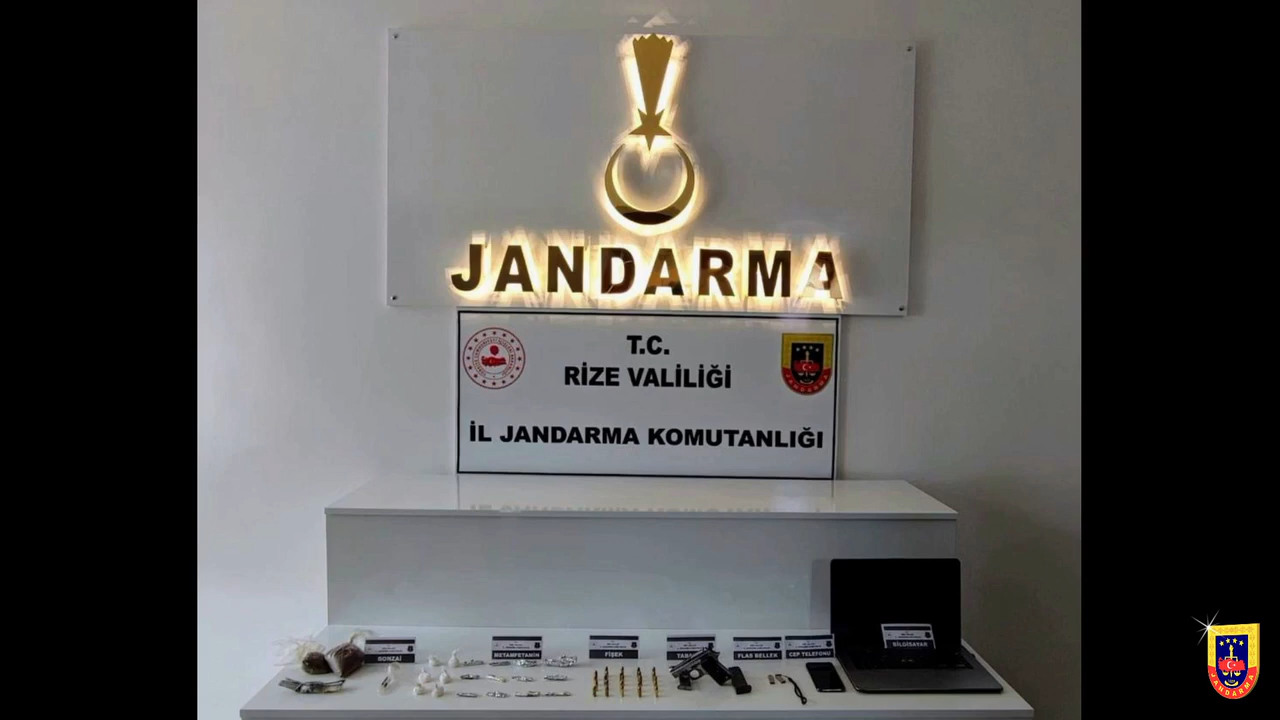 JANDARMA
T.C.
RİZE VALİLİĞİ
İL JANDARMA KOMUTANLIĞI
BONZAİ
METAMFETAMİN
FİŞEK
FLAŞ BELLEK
CEP TELEFONU
BİLGİSAYAR
JANDARMA